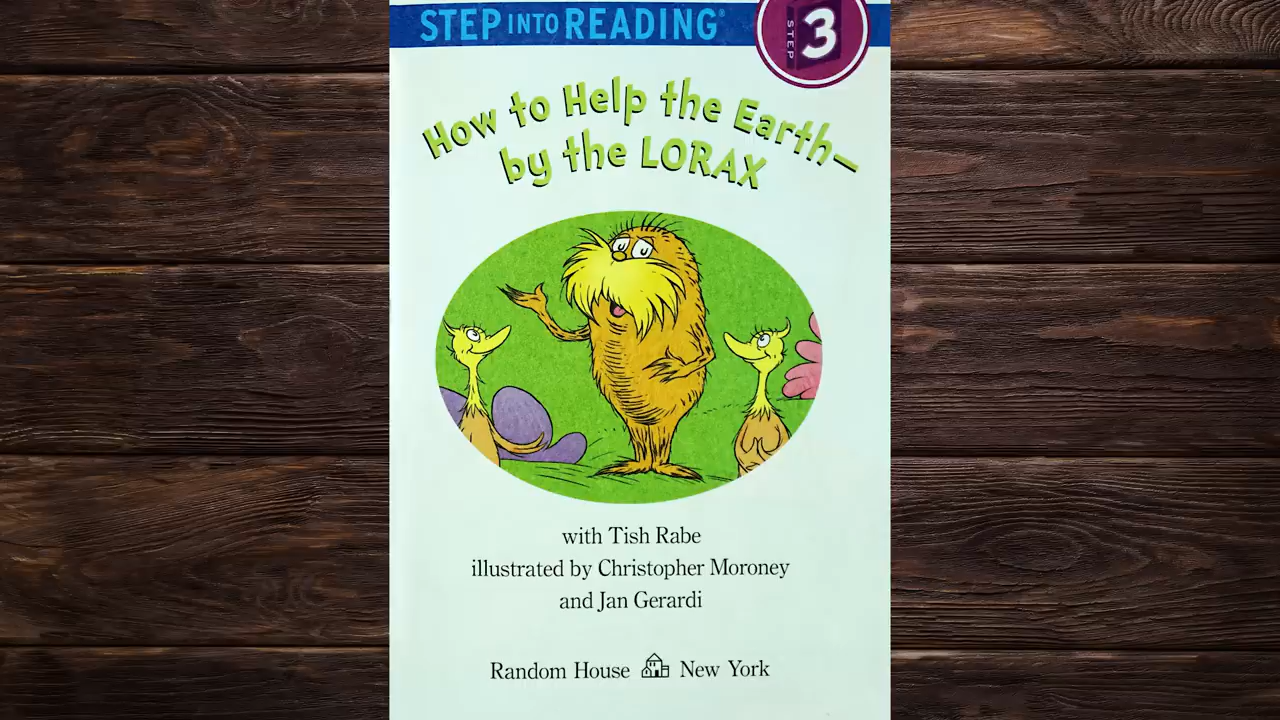 STEP INTO READING®
STEP 3
How to Help the Earth—
by the LORAX
with Tish Rabe
illustrated by Christopher Moroney
and Jan Gerardi
Random House New York